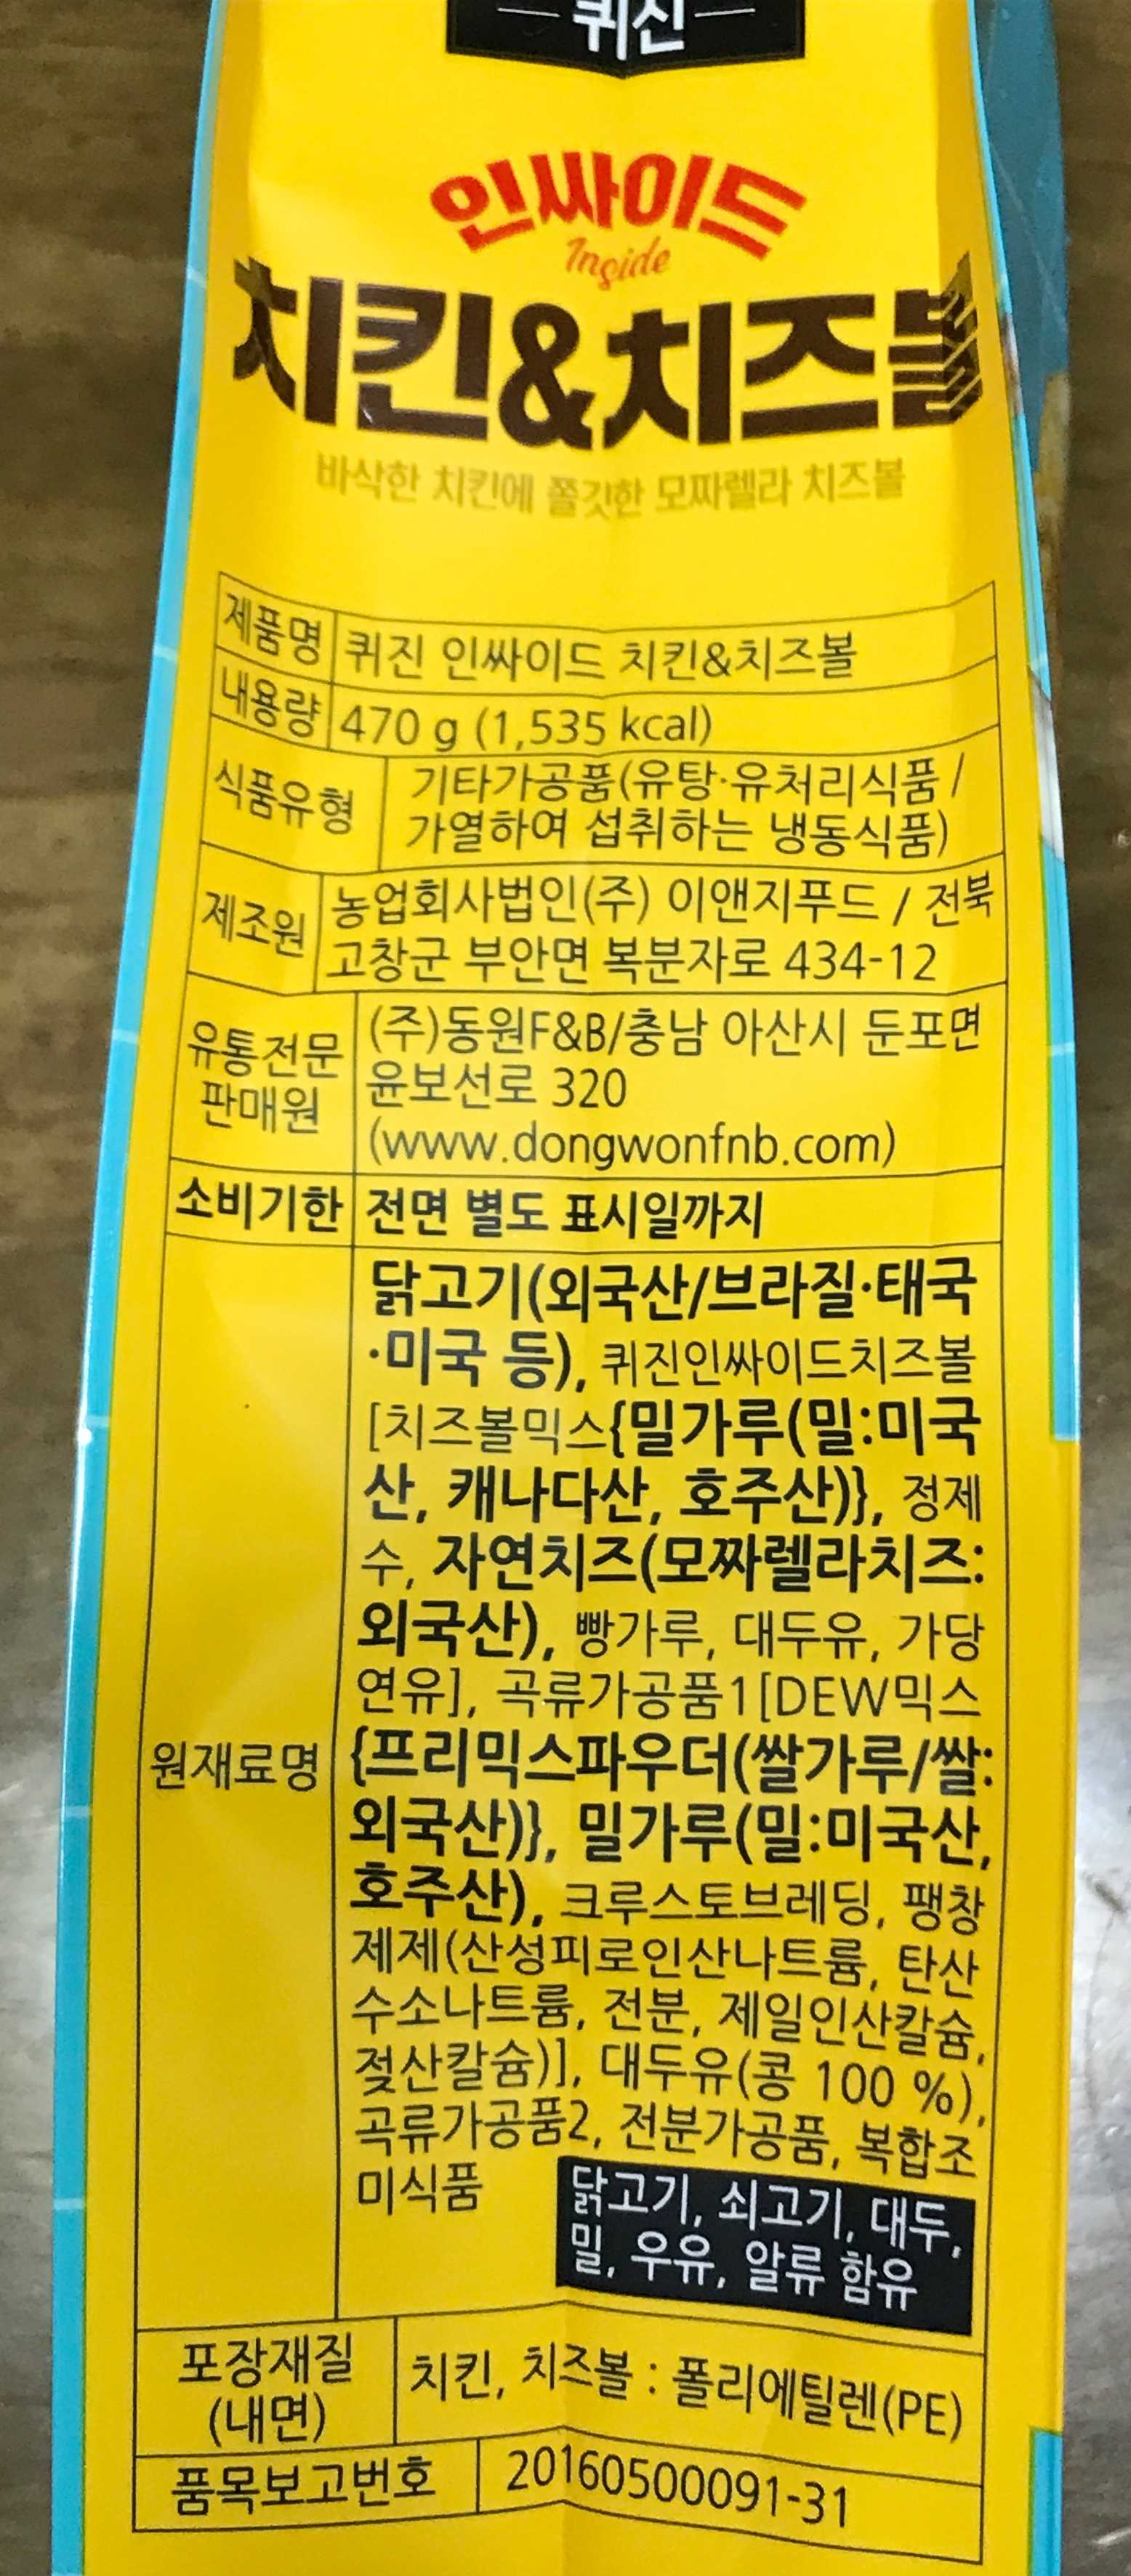 퀴진
인싸이드
Inside
치킨&치즈볼
바삭한 치킨에 쫄깃한 모짜렐라 치즈볼
제품명 퀴진 인싸이드 치킨&치즈볼
내용량 470 g (1,535 kcal)
식품유형 기타가공품(유탕·유처리식품 /
가열하여 섭취하는 냉동식품)
제조원 농업회사법인(주) 이앤지푸드 / 전북
고창군 부안면 복분자로 434-12
유통전문
판매원
(주)동원F&B/충남 아산시 둔포면
윤보선로 320
(www.dongwonfnb.com)
소비기한 전면 별도 표시일까지
원재료명
닭고기(외국산/브라질·태국
·미국 등), 퀴진인싸이드치즈볼
[치즈볼믹스{밀가루(밀:미국
산, 캐나다산, 호주산)}, 정제
수, 자연치즈(모짜렐라치즈:
외국산), 빵가루, 대두유, 가당
연유], 곡류가공품1[DEW믹스
{프리믹스파우더(쌀가루/쌀:
외국산)}, 밀가루(밀:미국산,
호주산), 크루스토브레딩, 팽창
제제(산성피로인산나트륨, 탄산
수소나트륨, 전분, 제일인산칼슘,
젖산칼슘)], 대두유(콩 100 %),
곡류가공품2, 전분가공품, 복합조
미식품
닭고기, 쇠고기, 대두,
밀, 우유, 알류 함유
포장재질
(내면)
치킨, 치즈볼 : 폴리에틸렌(PE)
품목보고번호 20160500091-31